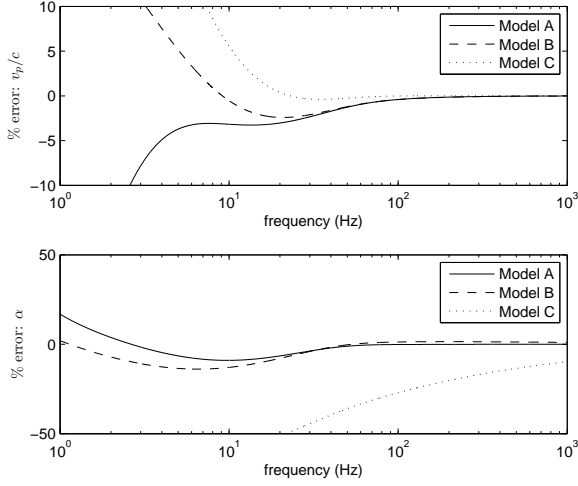 10
5
0
−5
−10
% error: v_p/c
Model A
Model B
Model C
10^0
10^1
10^2
10^3
frequency (Hz)
50
0
−50
% error: α
Model A
Model B
Model C
10^0
10^1
10^2
10^3
frequency (Hz)